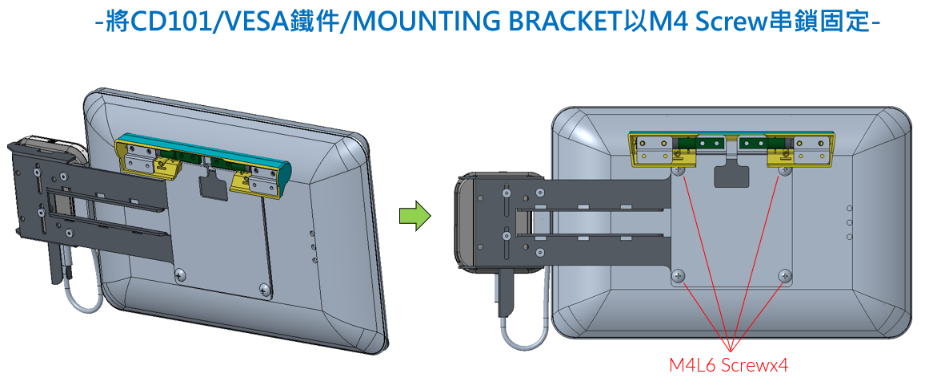 -將CD101/VESA鐵件/MOUNTING BRACKET以M4 Screw串鎖固定-
M4L6 Screwx4